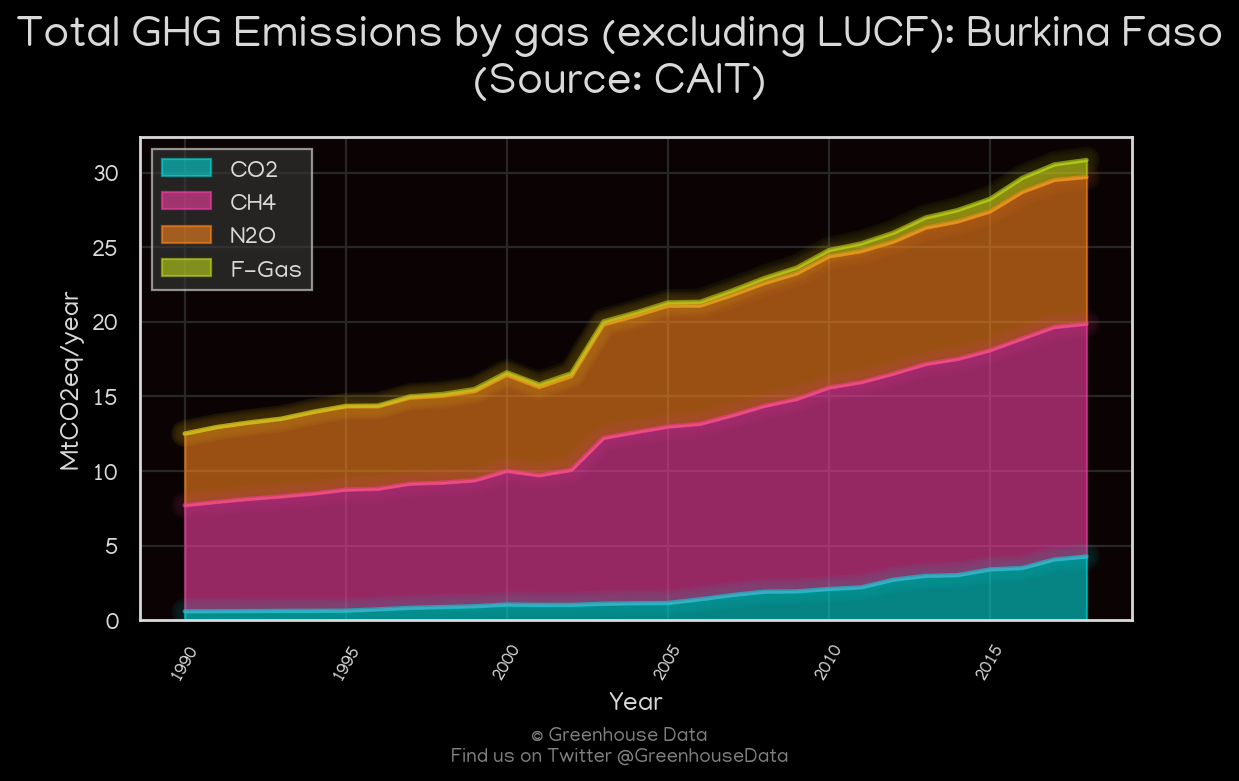 Total GHG Emissions by gas (excluding LUCF): Burkina Faso
(Source: CAIT)
CO2
CH4
N2O
F-Gas
MtCO2eq/year
30
25
20
15
10
5
0
1990
1995
2000
2005
2010
2015
Year
© Greenhouse Data
Find us on Twitter @GreenhouseData